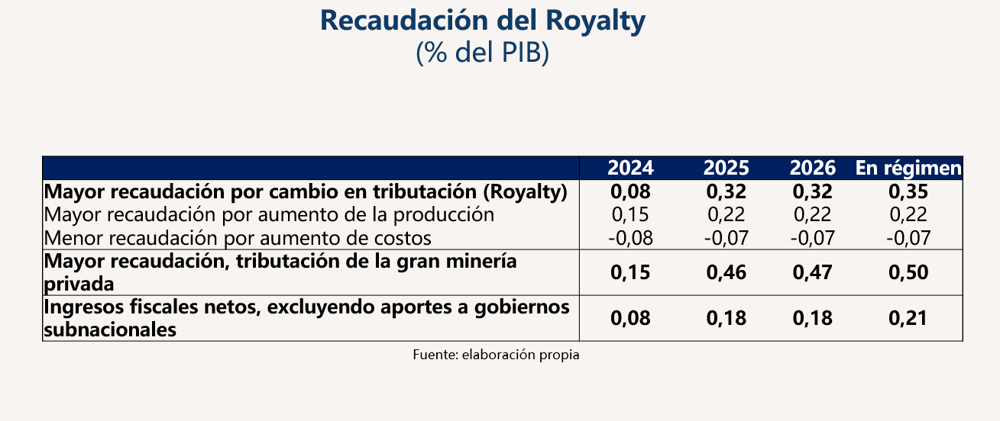 Recaudación del Royalty
(% del PIB)
2024 2025 2026 En régimen
Mayor recaudación por cambio en tributación (Royalty) 0,08 0,32 0,32 0,35
Mayor recaudación por aumento de la producción 0,15 0,22 0,22 0,22
Menor recaudación por aumento de costos -0,08 -0,07 -0,07 -0,07
Mayor recaudación, tributación de la gran minería
privada 0,15 0,46 0,47 0,50
Ingresos fiscales netos, excluyendo aportes a gobiernos
subnacionales 0,08 0,18 0,18 0,21
Fuente: elaboración propia